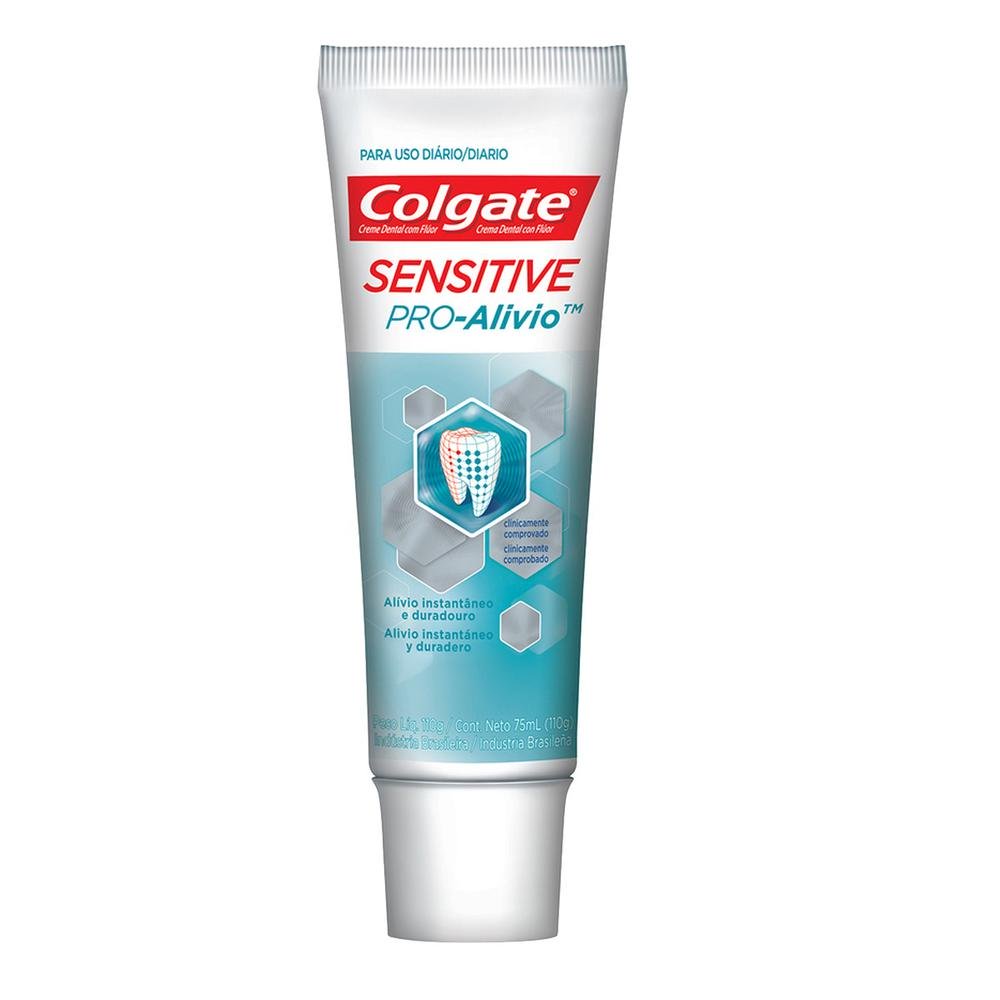 PARA USO DIÁRIO/DIARIO
Colgate®
Creme Dental com Flúor Crema Dental con Flúor
SENSITIVE
PRO-Alivio™
clinicamente
comprovado
clínicamente
comprobado
Alívio instantâneo
e duradouro
Alivio instantáneo
y duradero
Peso Líq. 110g / Cont. Neto 75mL (110g)
Indústria Brasileira / Industria Brasileña